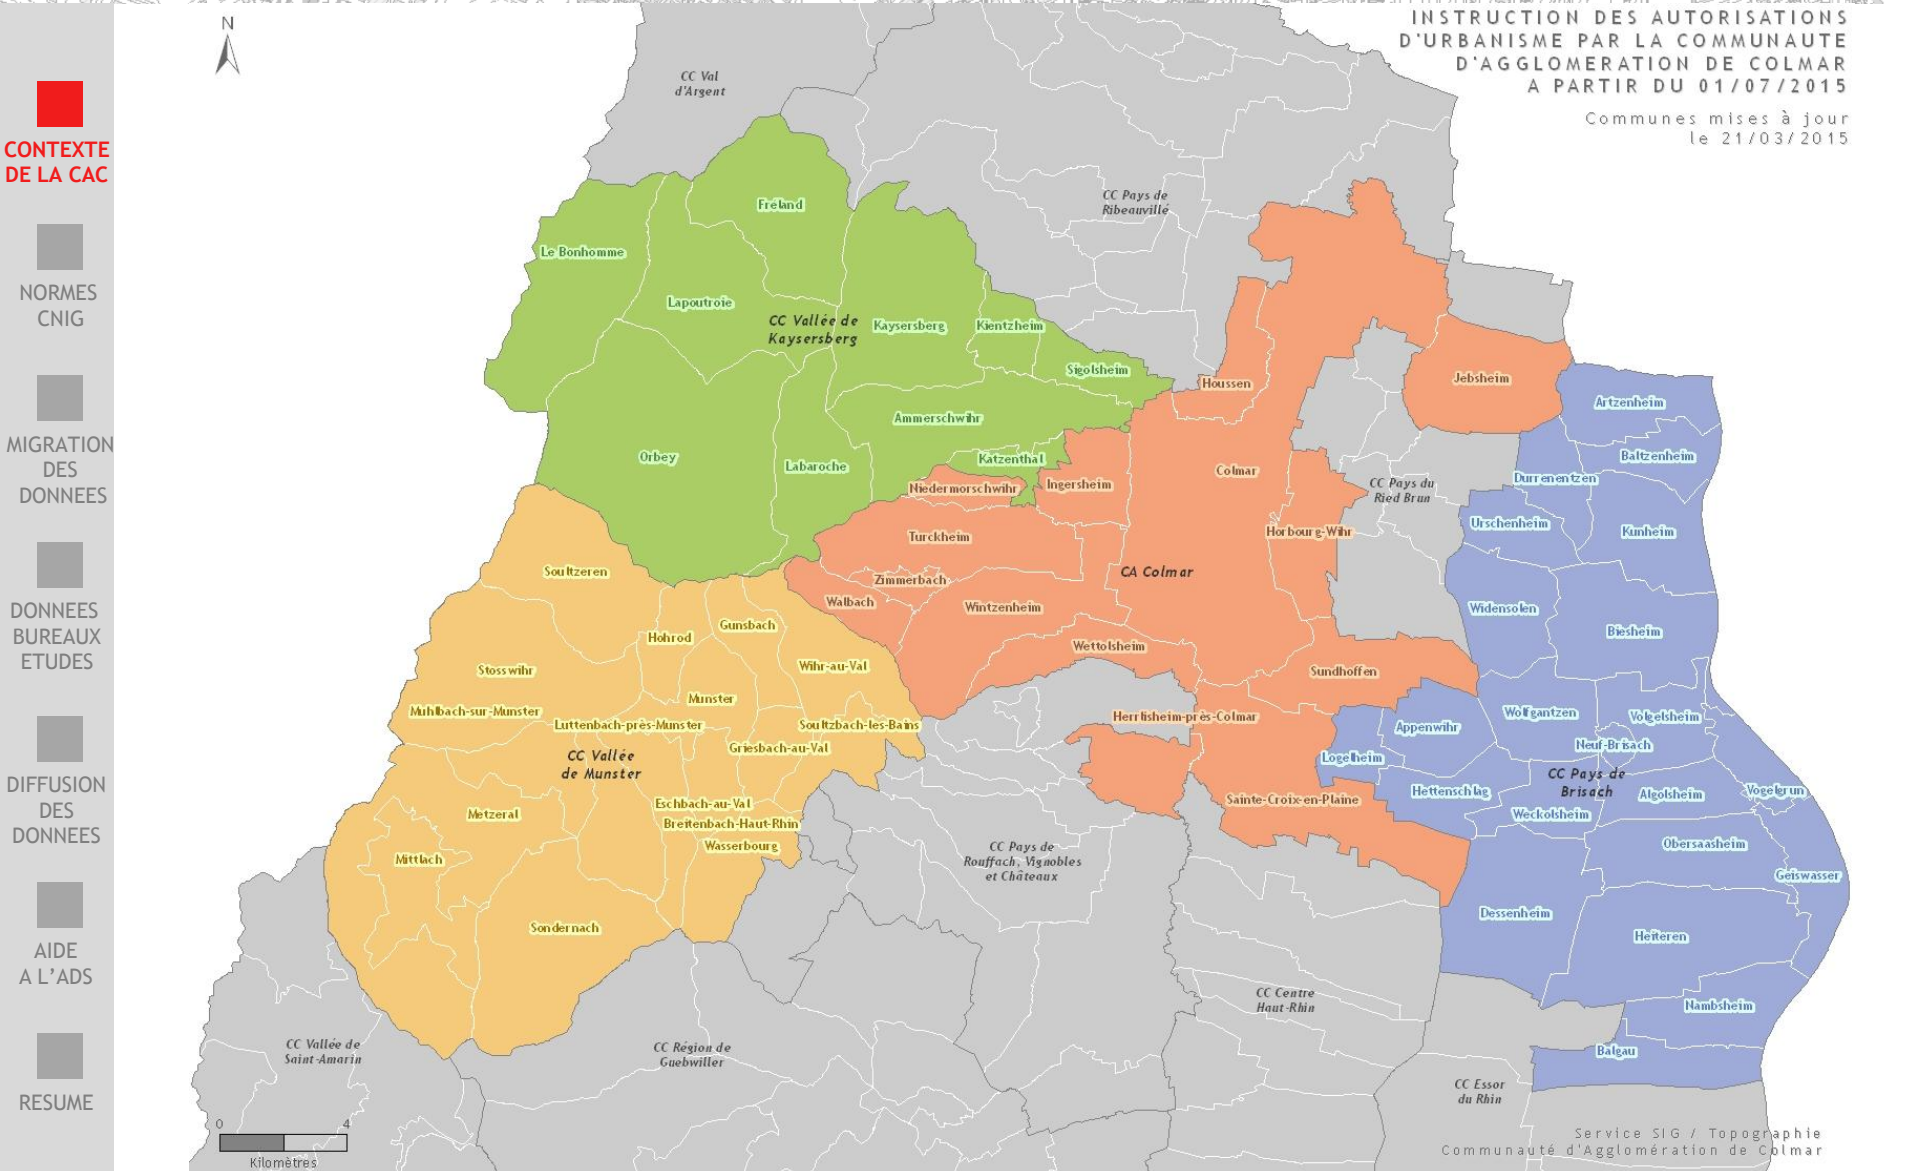 INSTRUCTION DES AUTORISATIONS
D'URBANISME PAR LA COMMUNAUTE
D'AGGLOMERATION DE COLMAR
A PARTIR DU 01/07/2015
Communes mises à jour
le 21/03/2015
CONTEXTE
DE LA CAC
NORMES
CNIG
MIGRATION
DES
DONNEES
DONNEES
BUREAUX
ETUDES
DIFFUSION
DES
DONNEES
AIDE
A L'ADS
RESUME
N
CC Val
d'Argent
CC Pays de
Ribeauvillé
Fréland
Le Bonhomme
Lapoutroie
CC Vallée de
Kaysersberg
Kaysersberg
Kientzheim
Sigolsheim
Ammerschwihr
Orbey
Labaroche
Katzenthal
Houssen
Jebsheim
Niedermorschwihr
Ingersheim
Colmar
Turckheim
Horbourg-Wihr
CA Colmar
Zimmerbach
Walbach
Wintzenheim
Wettolsheim
Sundhoffen
Herrlisheim-près-Colmar
Sainte-Croix-en-Plaine
CC Pays du
Ried Brun
Artzenheim
Baltzenheim
Durrenentzen
Urschenheim
Kunheim
Widensolen
Biesheim
Wolfgantzen
Volgelsheim
Appenwihr
Neuf-Brisach
Logelheim
CC Pays de
Brisach
Hettenschlag
Algolsheim
Vogelgrun
Weckolsheim
Obersaasheim
Geiswasser
Dessenheim
Heiteren
Nambsheim
Balgau
Soultzeren
Hohrod
Gunsbach
Wihr-au-Val
Stosswihr
Munster
Muhlbach-sur-Munster
Luttenbach-près-Munster
Soultzbach-les-Bains
Griesbach-au-Val
CC Vallée
de Munster
Eschbach-au-Val
Metzeral
Breitenbach-Haut-Rhin
Wasserbourg
Mittlach
Sondernach
CC Pays de
Rouffach, Vignobles
et Châteaux
CC Centre
Haut-Rhin
CC Vallée de
Saint-Amarin
CC Région de
Guebwiller
CC Essor
du Rhin
0 4
Kilomètres
Service SIG / Topographie
Communauté d'Agglomération de Colmar